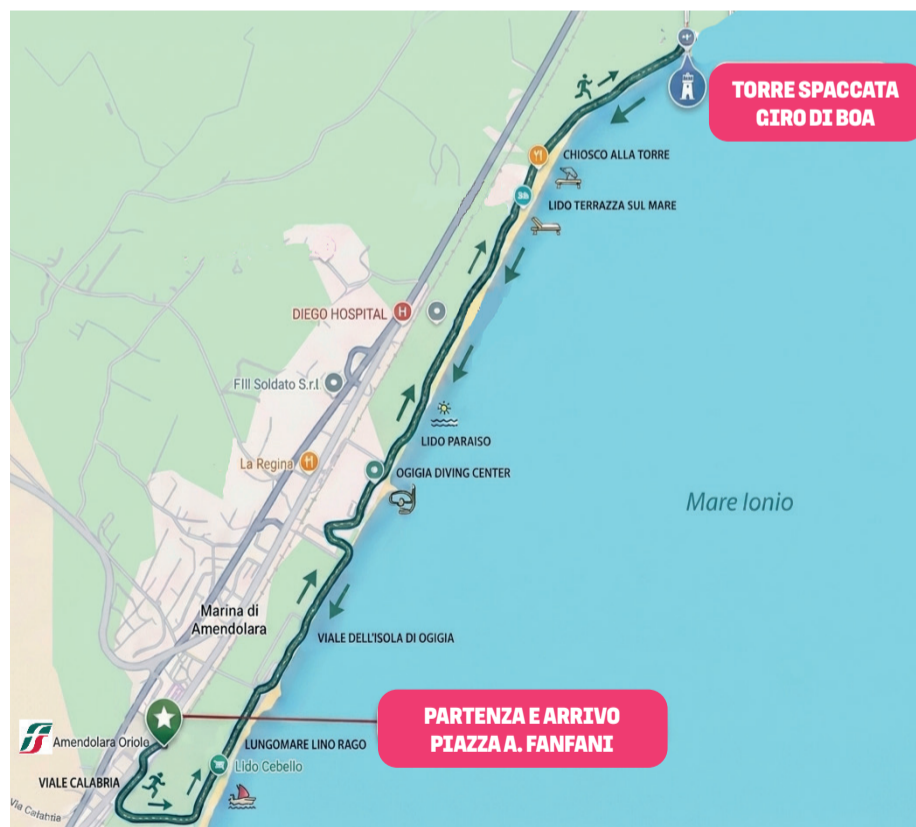 TORRE SPACCATA
GIRO DI BOA
CHIOSCO ALLA TORRE
LIDO TERRAZZA SUL MARE
DIEGO HOSPITAL
H
FIII Soldato S.r.l
LIDO PARAISO
La Regina
OGIGIA DIVING CENTER
Mare Ionio
Marina di
Amendolara
VIALE DELL'ISOLA DI OGIGIA
PARTENZA E ARRIVO
PIAZZA A. FANFANI
Amendolara Oriolo
LUNGOMARE LINO RAGO
Lido Cebello
VIALE CALABRIA
Via Calabria